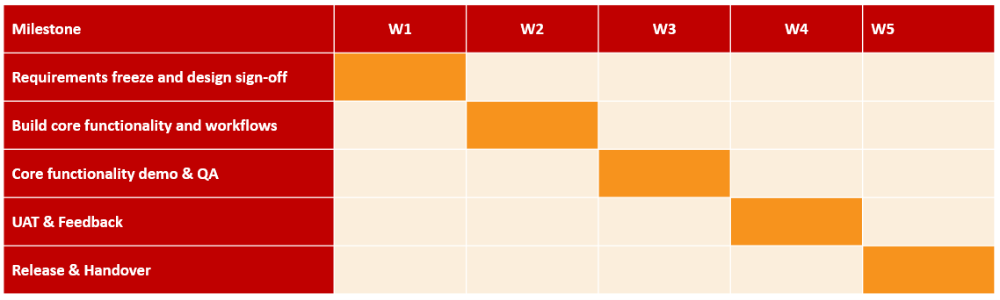 Milestone W1 W2 W3 W4 W5
Requirements freeze and design sign-off
Build core functionality and workflows
Core functionality demo & QA
UAT & Feedback
Release & Handover